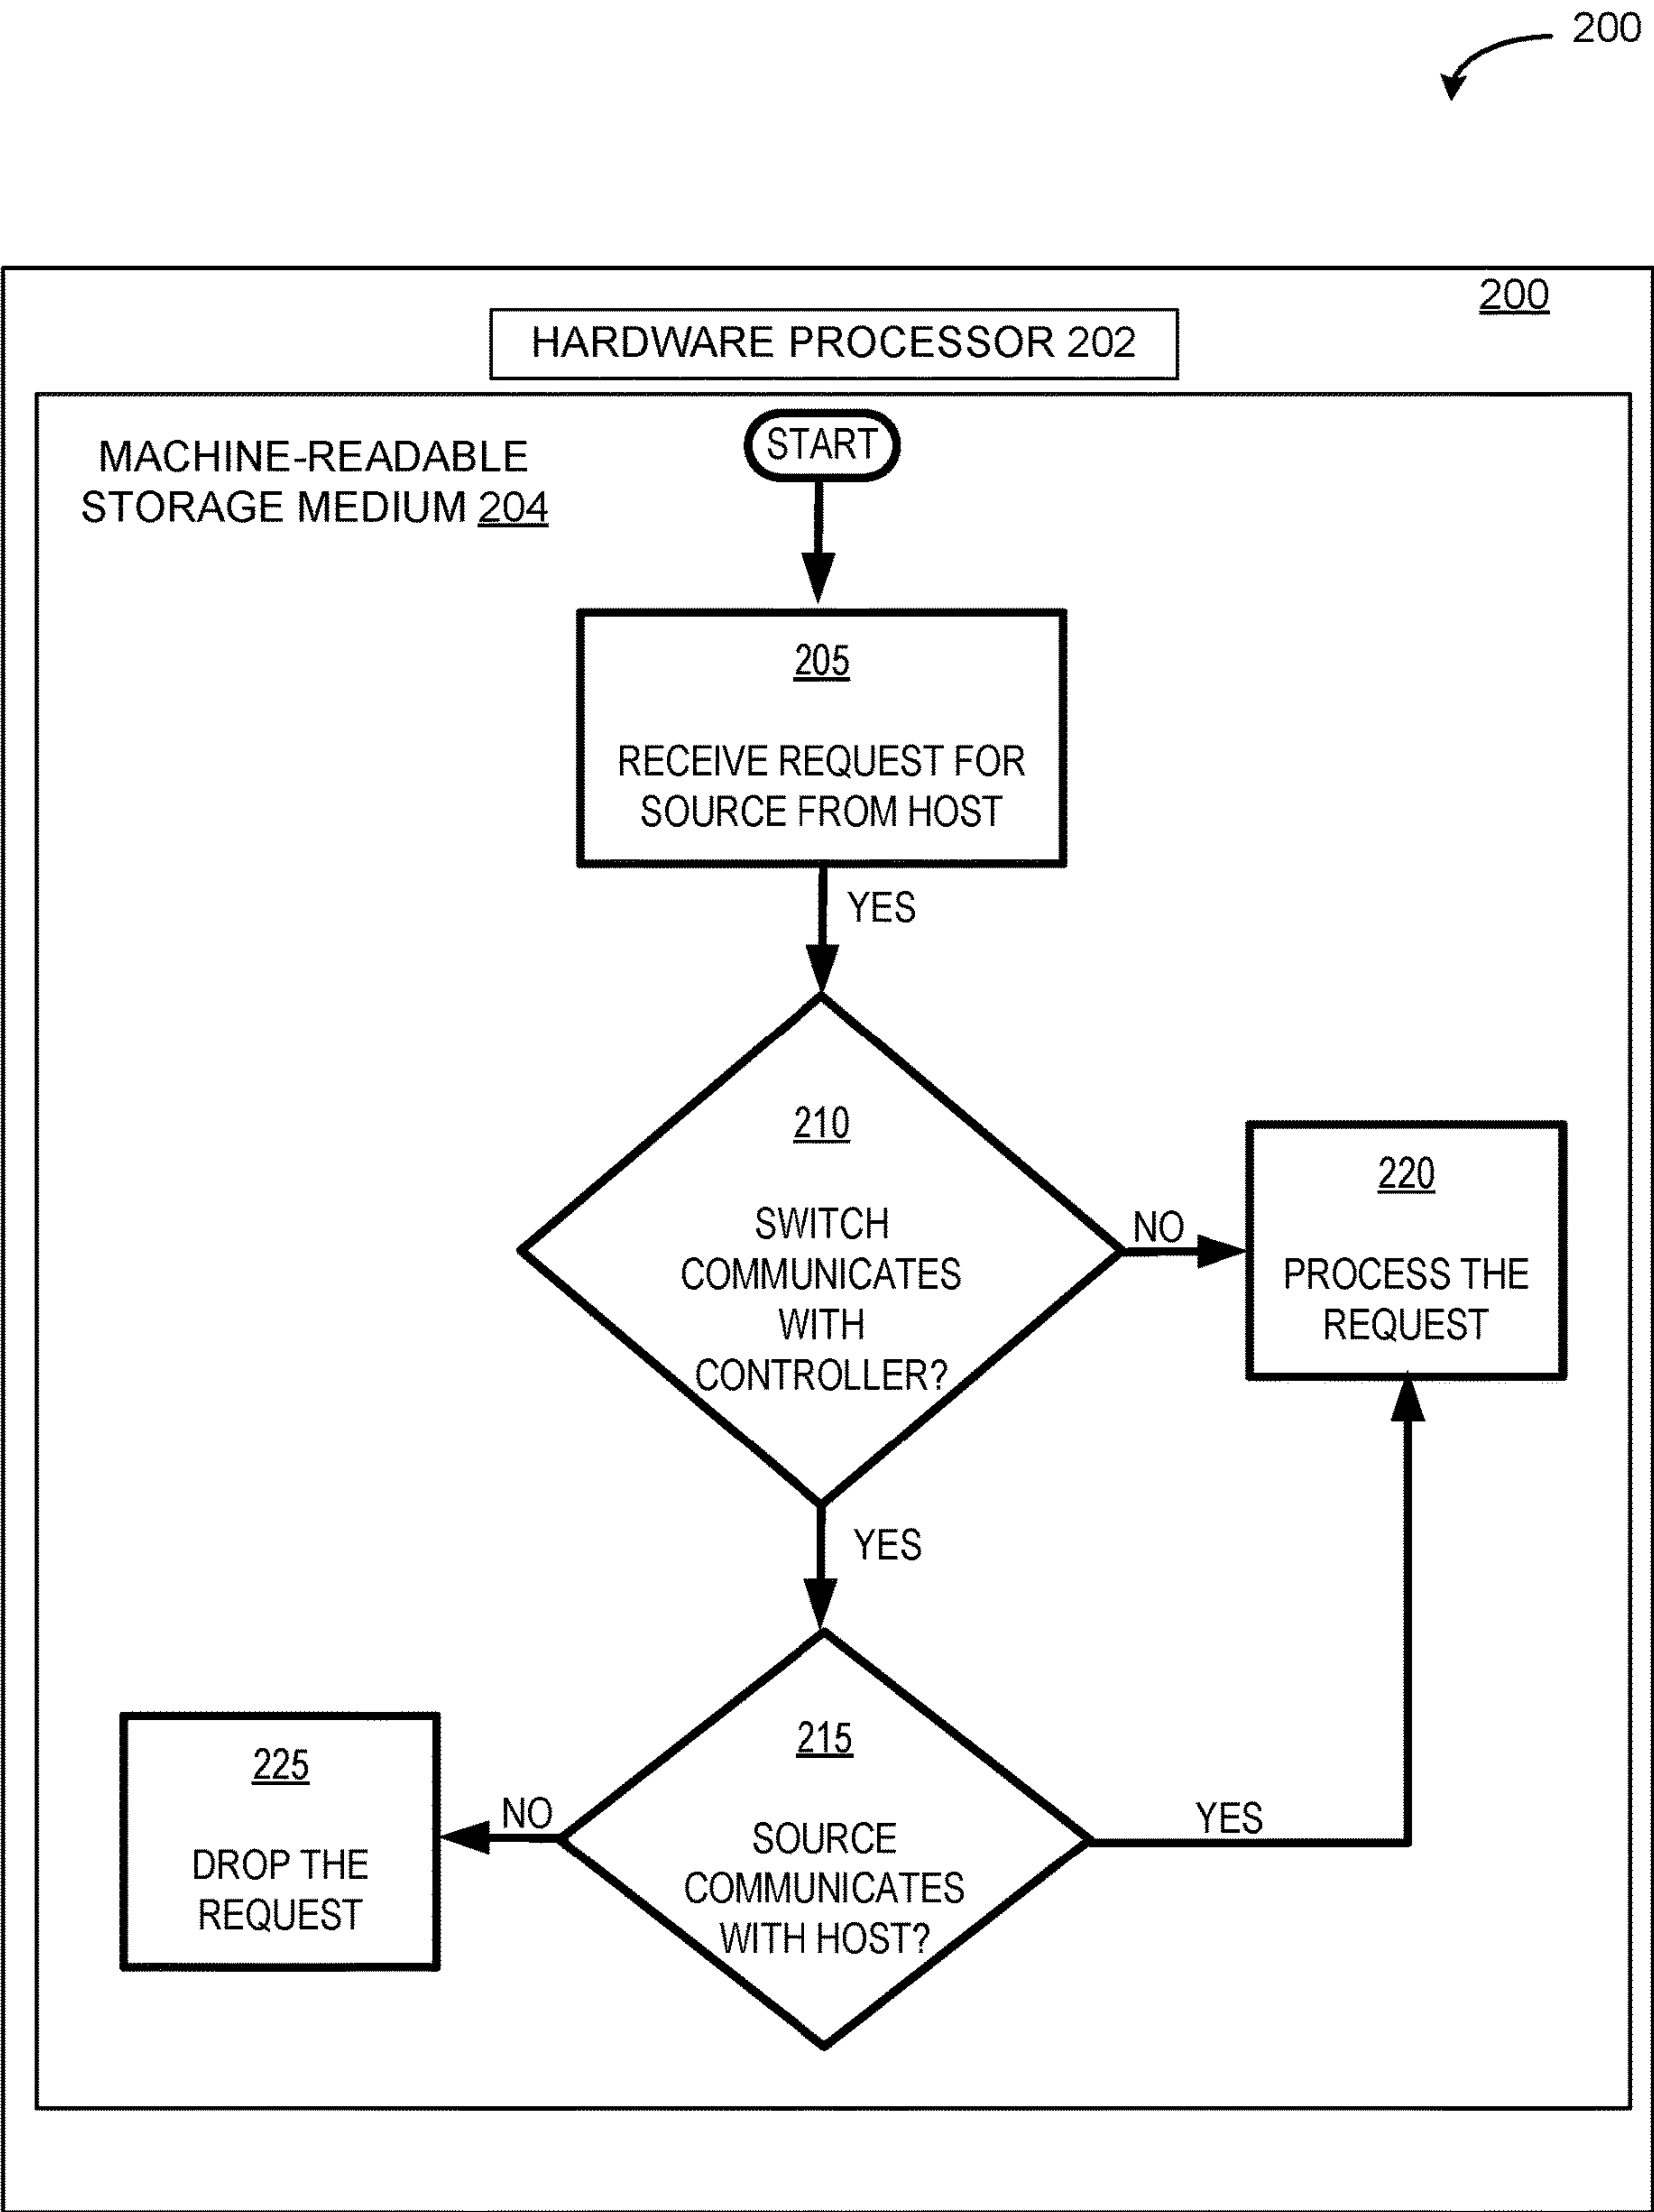 200
200
HARDWARE PROCESSOR 202
MACHINE-READABLE
STORAGE MEDIUM 204
START
205
RECEIVE REQUEST FOR
SOURCE FROM HOST
YES
210
SWITCH
COMMUNICATES
WITH
CONTROLLER?
NO
220
PROCESS THE
REQUEST
YES
215
SOURCE
COMMUNICATES
WITH HOST?
NO
225
DROP THE
REQUEST
YES